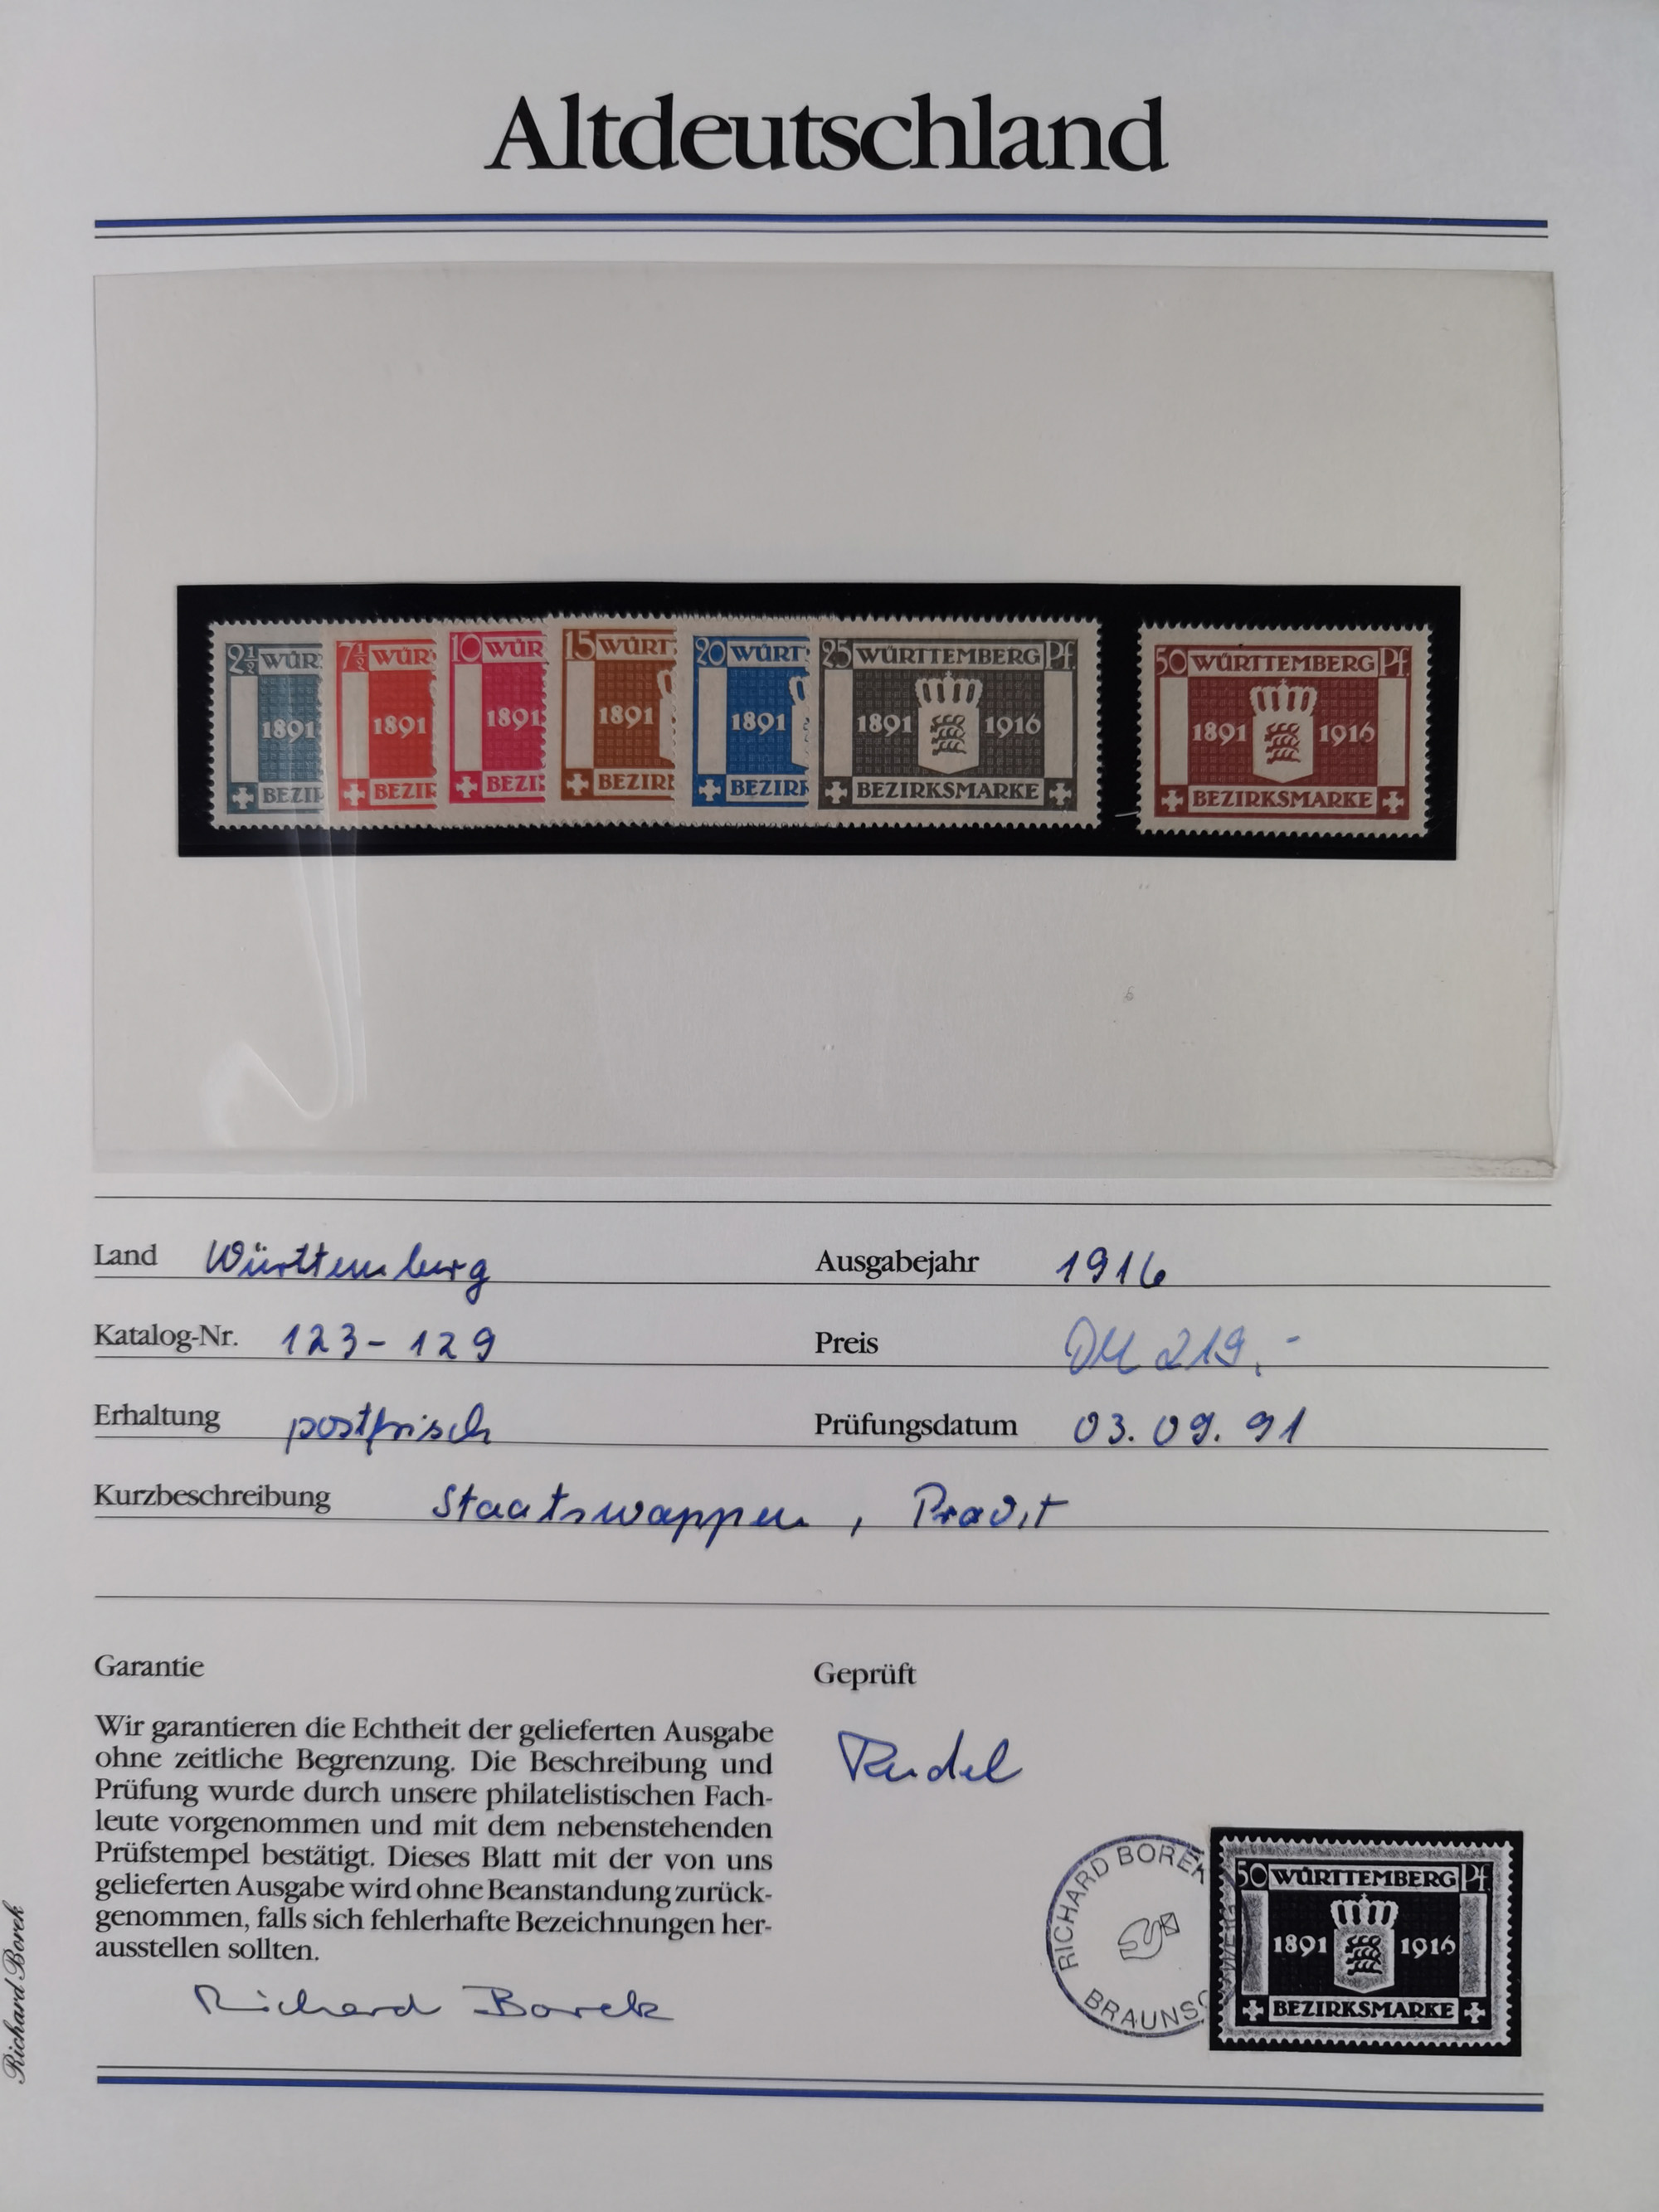 Altdeutschland
2½ WÜR
1891
BEZIR
7½ WÜR
1891
BEZIR
10 WÜR
1891
BEZI
15 WÜRT
1891
BEZIR
20 WÜRT
1891
BEZIR
25 WÜRTTEMBERG Pf.
1891 1916
BEZIRKSMARKE
50 WÜRTTEMBERG Pf.
1891 1916
BEZIRKSMARKE
Land Württemberg Ausgabejahr 1916
Katalog-Nr. 123-129 Preis DM 219,-
Erhaltung postfrisch Prüfungsdatum 03.09.91
Kurzbeschreibung Staatswappen,
Garantie
Wir garantieren die Echtheit der gelieferten Ausgabe
ohne zeitliche Begrenzung. Die Beschreibung und
Prüfung wurde durch unsere philatelistischen Fach-
leute vorgenommen und mit dem nebenstehenden
Prüfstempel bestätigt. Dieses Blatt mit der von uns
gelieferten Ausgabe wird ohne Beanstandung zurück-
genommen, falls sich fehlerhafte Bezeichnungen her-
ausstellen sollten.
Richard Borek
Geprüft
RICHARD BOREK
BRAUNSC
50 WÜRTTEMBERG Pf.
1891 1916
BEZIRKSMARKE
Richard Borek